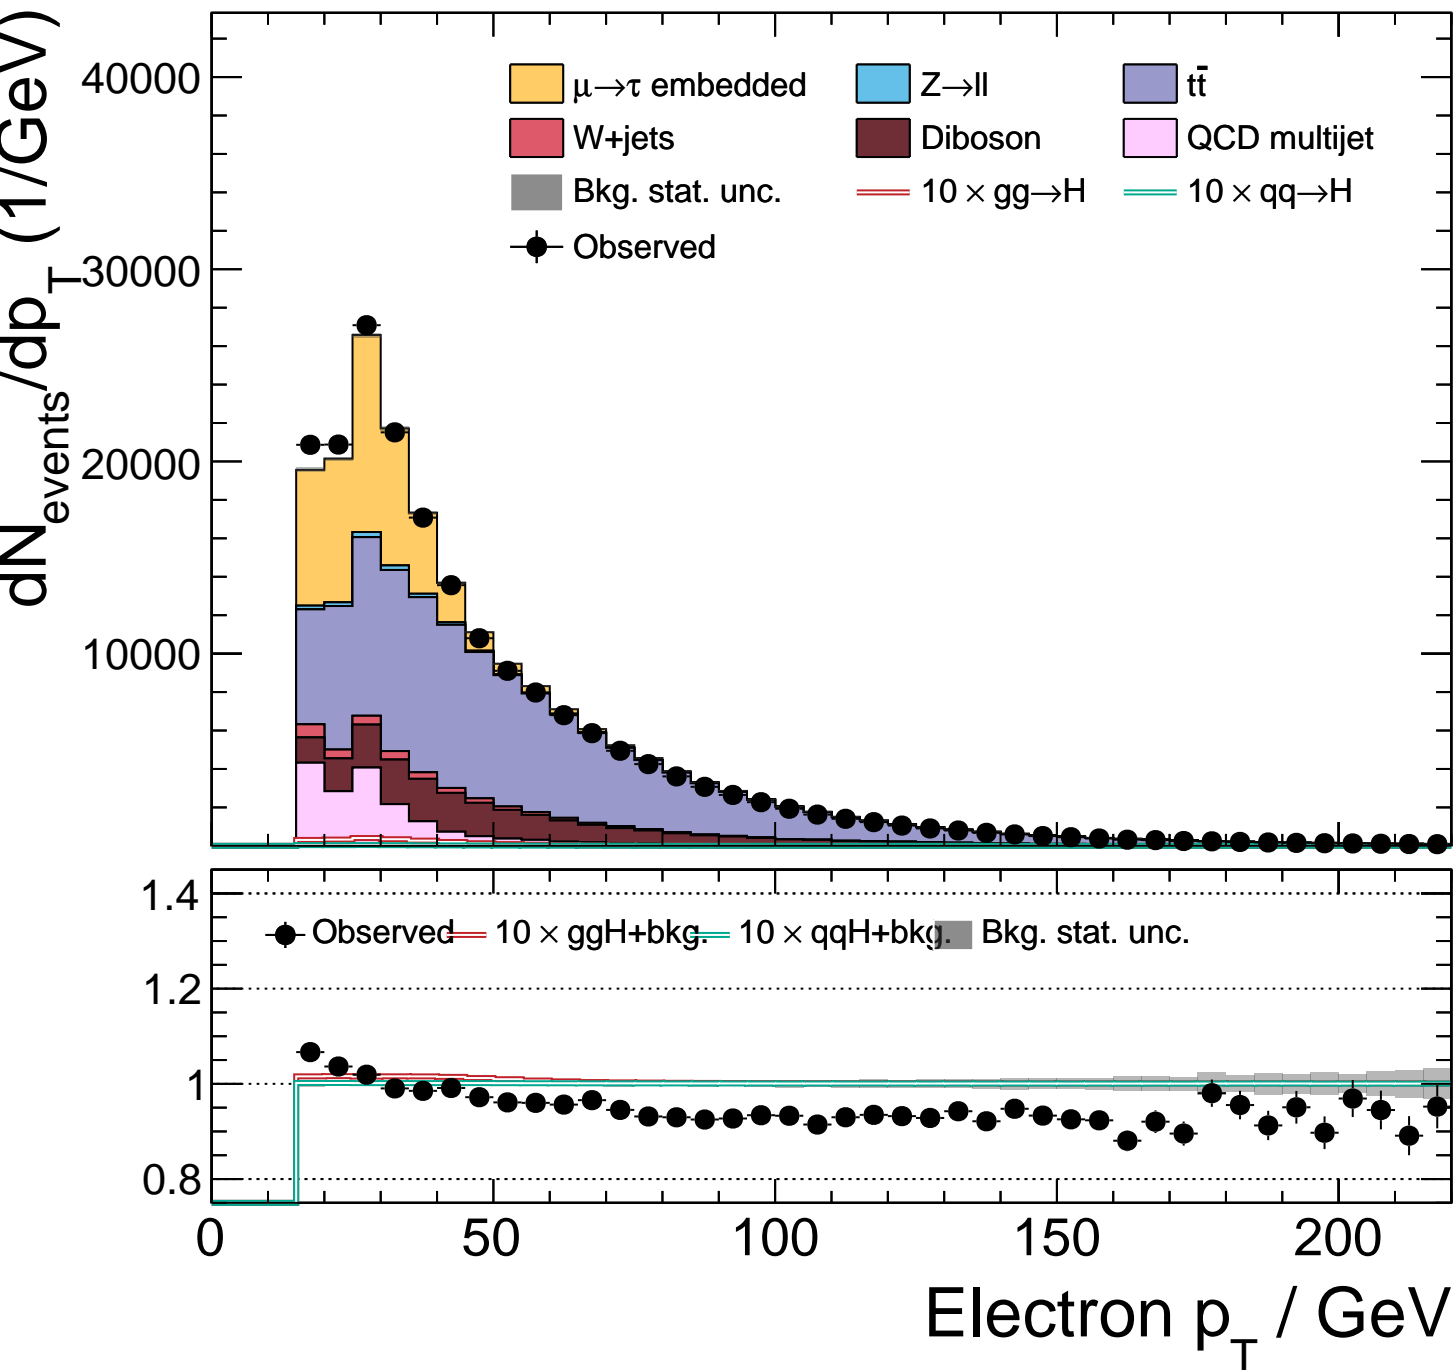 dN_events/dp_T (1/GeV)
40000
30000
20000
10000
μ→τ embedded Z→ll tt̄
W+jets Diboson QCD multijet
Bkg. stat. unc. 10 × gg→H 10 × qq→H
Observed
1.4
1.2
1
0.8
Observed 10 × ggH+bkg. 10 × qqH+bkg. Bkg. stat. unc.
0 50 100 150 200
Electron p_T / GeV